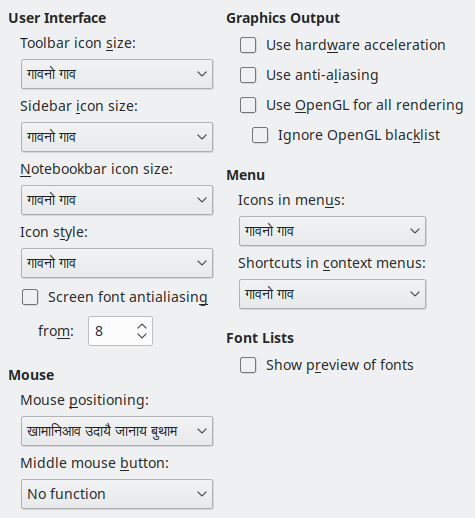 User Interface
Toolbar icon size:
गावनो गाव
Sidebar icon size:
गावनो गाव
Notebookbar icon size:
गावनो गाव
Icon style:
गावनो गाव
Screen font antialiasing
from: 8
Mouse
Mouse positioning:
खामानिआव उदायै जानाय बुथाम
Middle mouse button:
No function
Graphics Output
Use hardware acceleration
Use anti-aliasing
Use OpenGL for all rendering
Ignore OpenGL blacklist
Menu
Icons in menus:
गावनो गाव
Shortcuts in context menus:
गावनो गाव
Font Lists
Show preview of fonts